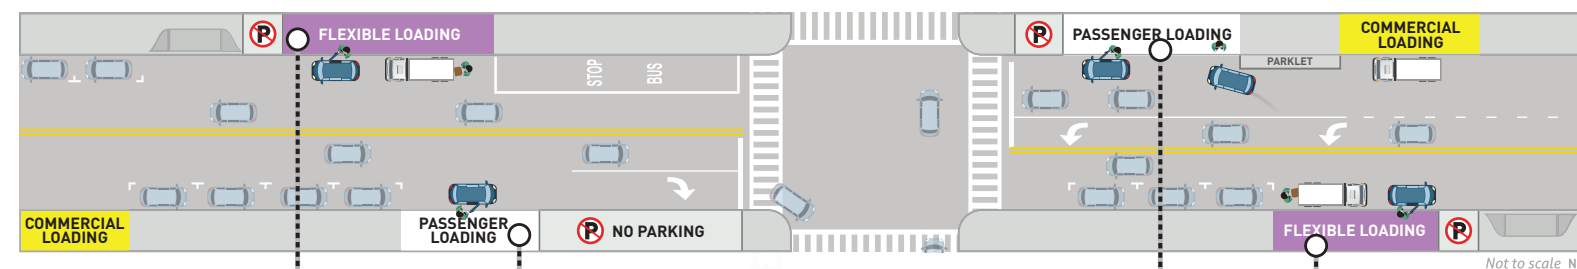 P
FLEXIBLE LOADING
STOP
BUS
COMMERCIAL
LOADING
PASSENGER
LOADING
P
NO PARKING
P
PASSENGER LOADING
COMMERCIAL
LOADING
PARKLET
FLEXIBLE LOADING
P
Not to scale N